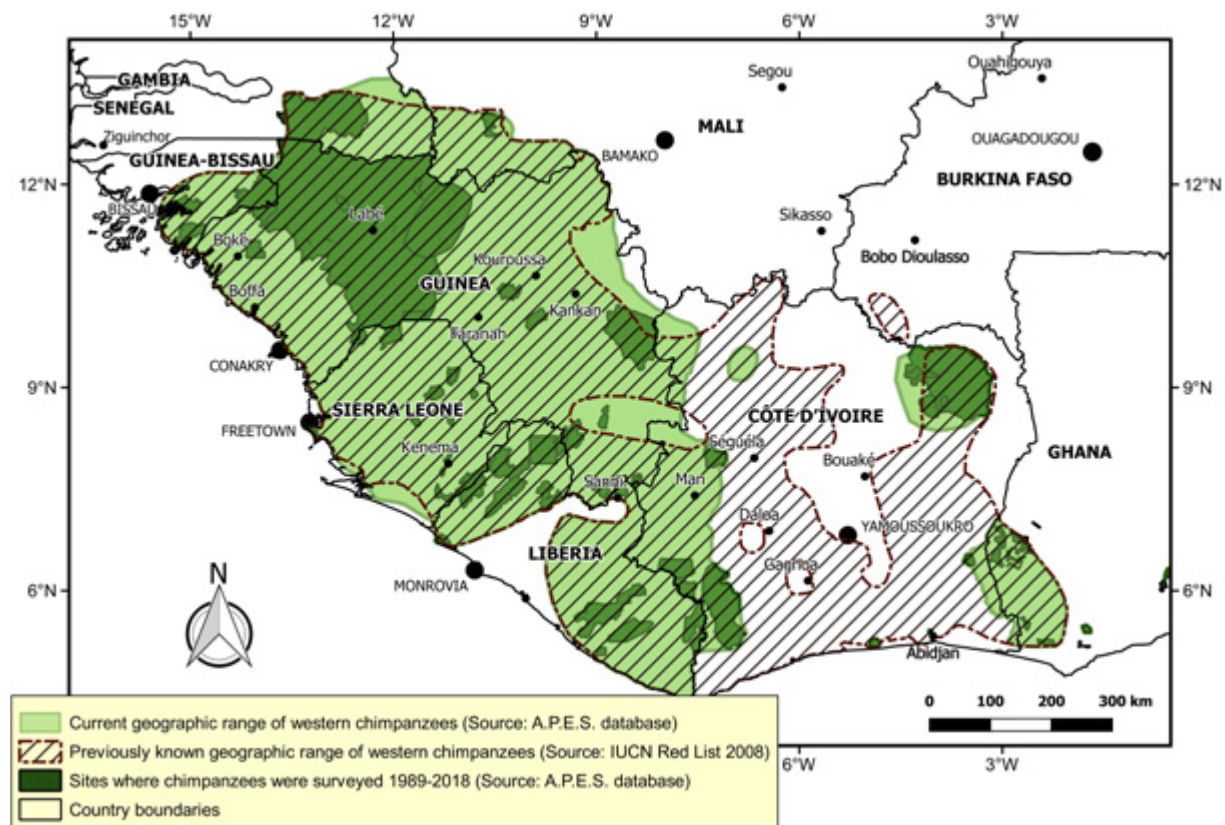 15°W 12°W 9°W 6°W 3°W
Ouahigouya
Segou
GAMBIA
SENEGAL
MALI
Ziguinchor
OUAGADOUGOU
BAMAKO
GUINEA-BISSAU
BURKINA FASO
12°N 12°N
BISSAU
Labé
Sikasso
Bobo Dioulasso
Boké
Kouroussa
GUINEA
Boffa
Kankan
Faranah
CONAKRY
9°N 9°N
SIERRA LEONE
CÔTE D'IVOIRE
FREETOWN
Kenema
Séguéla
Bouaké
GHANA
Man
Daloa
YAMOUSSOUKRO
LIBERIA
Gagnoa
MONROVIA
6°N 6°N
N
Abidjan
0 100 200 300 km
Current geographic range of western chimpanzees (Source: A.P.E.S. database)
Previously known geographic range of western chimpanzees (Source: IUCN Red List 2008)
Sites where chimpanzees were surveyed 1989-2018 (Source: A.P.E.S. database)
Country boundaries
6°W 3°W